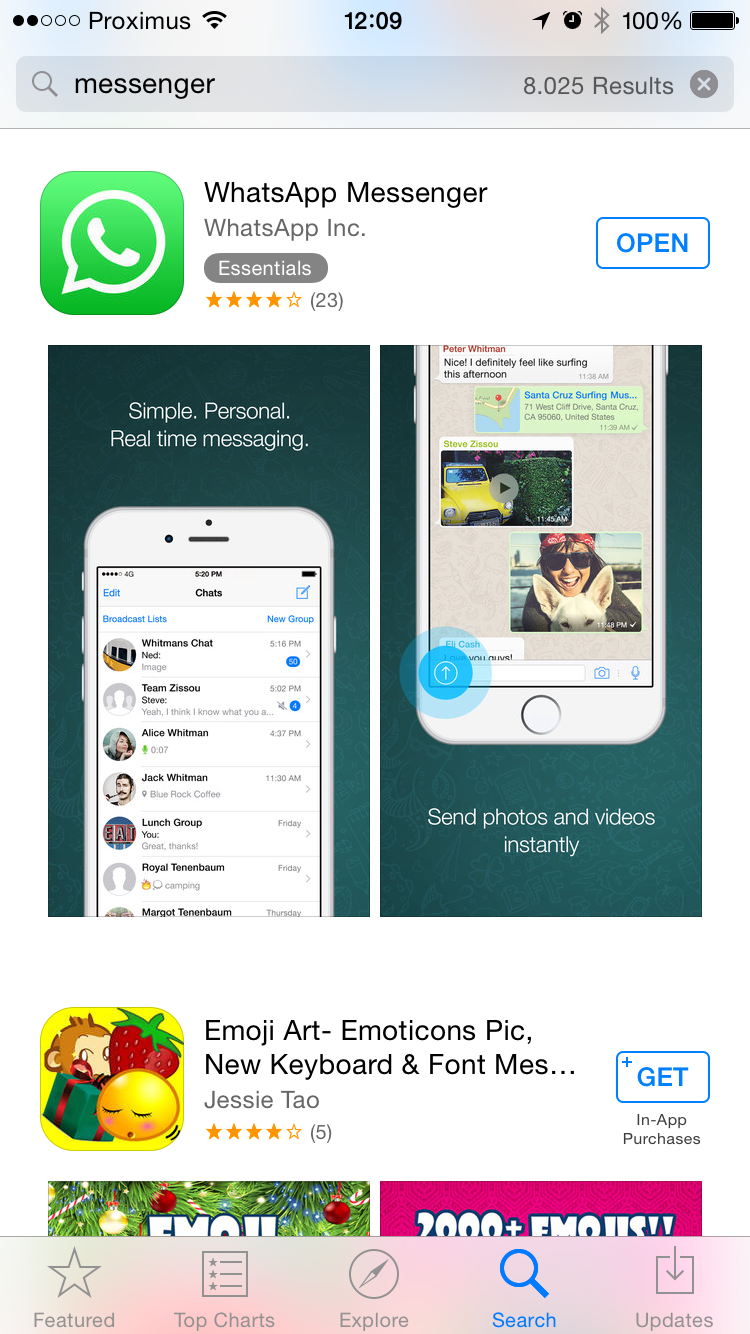 Proximus 12:09 100%
messenger 8.025 Results
WhatsApp Messenger
WhatsApp Inc.
OPEN
Essentials
(23)
Simple. Personal.
Real time messaging.
4G 5:20 PM
Edit Chats
Broadcast Lists New Group
Whitmans Chat 5:16 PM
Ned:
Image 50
Team Zissou 5:02 PM
Steve:
Yeah, I think I know what you a... 4
Alice Whitman 4:37 PM
0:07
Jack Whitman 11:30 AM
Blue Rock Coffee
EAT
Lunch Group Friday
You:
Great, thanks!
Royal Tenenbaum Friday
camping
Margot Tenenbaum Thursday
Peter Whitman
Nice! I definitely feel like surfing
this afternoon
11:38 AM
Santa Cruz Surfing Mus...
71 West Cliff Drive, Santa Cruz,
CA 95060, United States
11:39 AM
Steve Zissou
11:45 AM
11:48 PM
Eli Cash
Love you guys!
Send photos and videos
instantly
Emoji Art- Emoticons Pic,
New Keyboard & Font Mes...
Jessie Tao
(5)
+ GET
In-App
Purchases
EMOJI
2000+ EMOJIS!!
Featured Top Charts Explore Search Updates